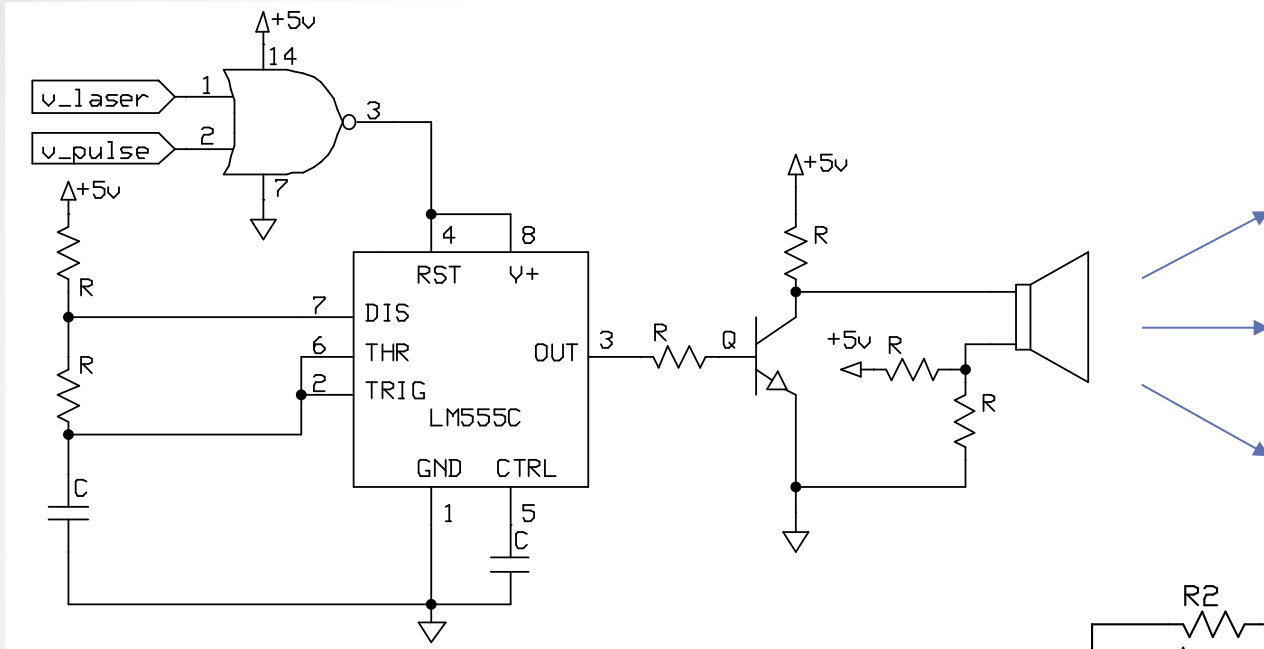 +5v
14
v_laser
1
3
v_pulse
2
7
+5v
+5v
R
4
8
RST
V+
R
7
DIS
6
THR
OUT
3
R
Q
+5v
R
R
2
TRIG
R
LM555C
GND
CTRL
C
1
5
C
R2